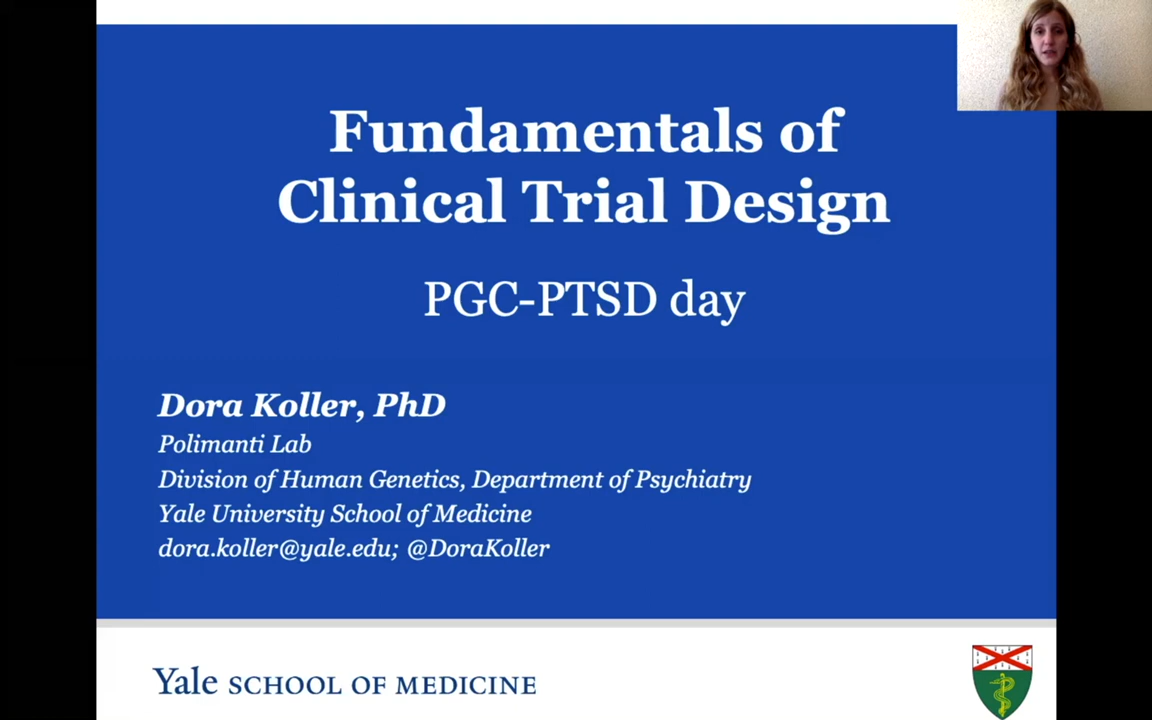 Fundamentals of
Clinical Trial Design
PGC-PTSD day
Dora Koller, PhD
Polimanti Lab
Division of Human Genetics, Department of Psychiatry
Yale University School of Medicine
dora.koller@yale.edu; @DoraKoller
Yale SCHOOL OF MEDICINE